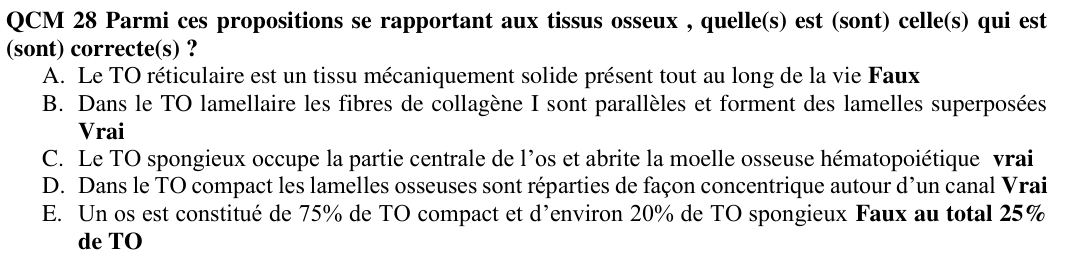 QCM 28 Parmi ces propositions se rapportant aux tissus osseux , quelle(s) est (sont) celle(s) qui est
(sont) correcte(s) ?
A. Le TO réticulaire est un tissu mécaniquement solide présent tout au long de la vie Faux
B. Dans le TO lamellaire les fibres de collagène I sont parallèles et forment des lamelles superposées
Vrai
C. Le TO spongieux occupe la partie centrale de l’os et abrite la moelle osseuse hématopoiétique vrai
D. Dans le TO compact les lamelles osseuses sont réparties de façon concentrique autour d’un canal Vrai
E. Un os est constitué de 75% de TO compact et d’environ 20% de TO spongieux Faux au total 25%
de TO